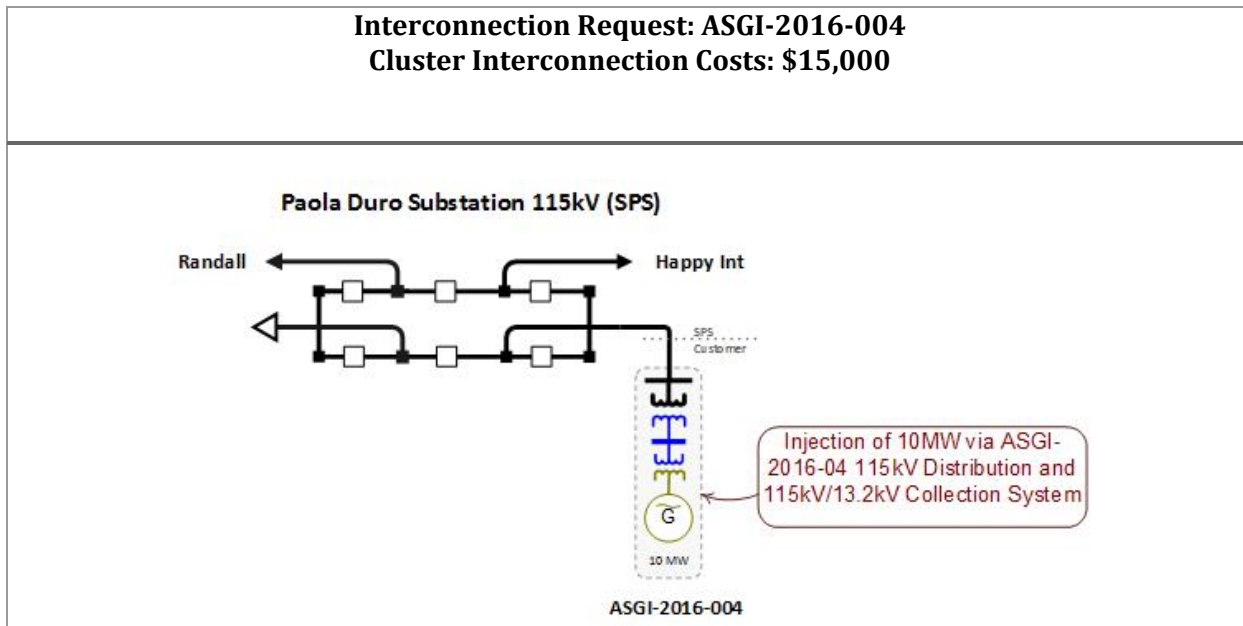 Interconnection Request: ASGI-2016-004
Cluster Interconnection Costs: $15,000
Paola Duro Substation 115kV (SPS)
Randall
Happy Int
SPS
Customer
Injection of 10MW via ASGI-
2016-04 115kV Distribution and
115kV/13.2kV Collection System
G
10 MW
ASGI-2016-004